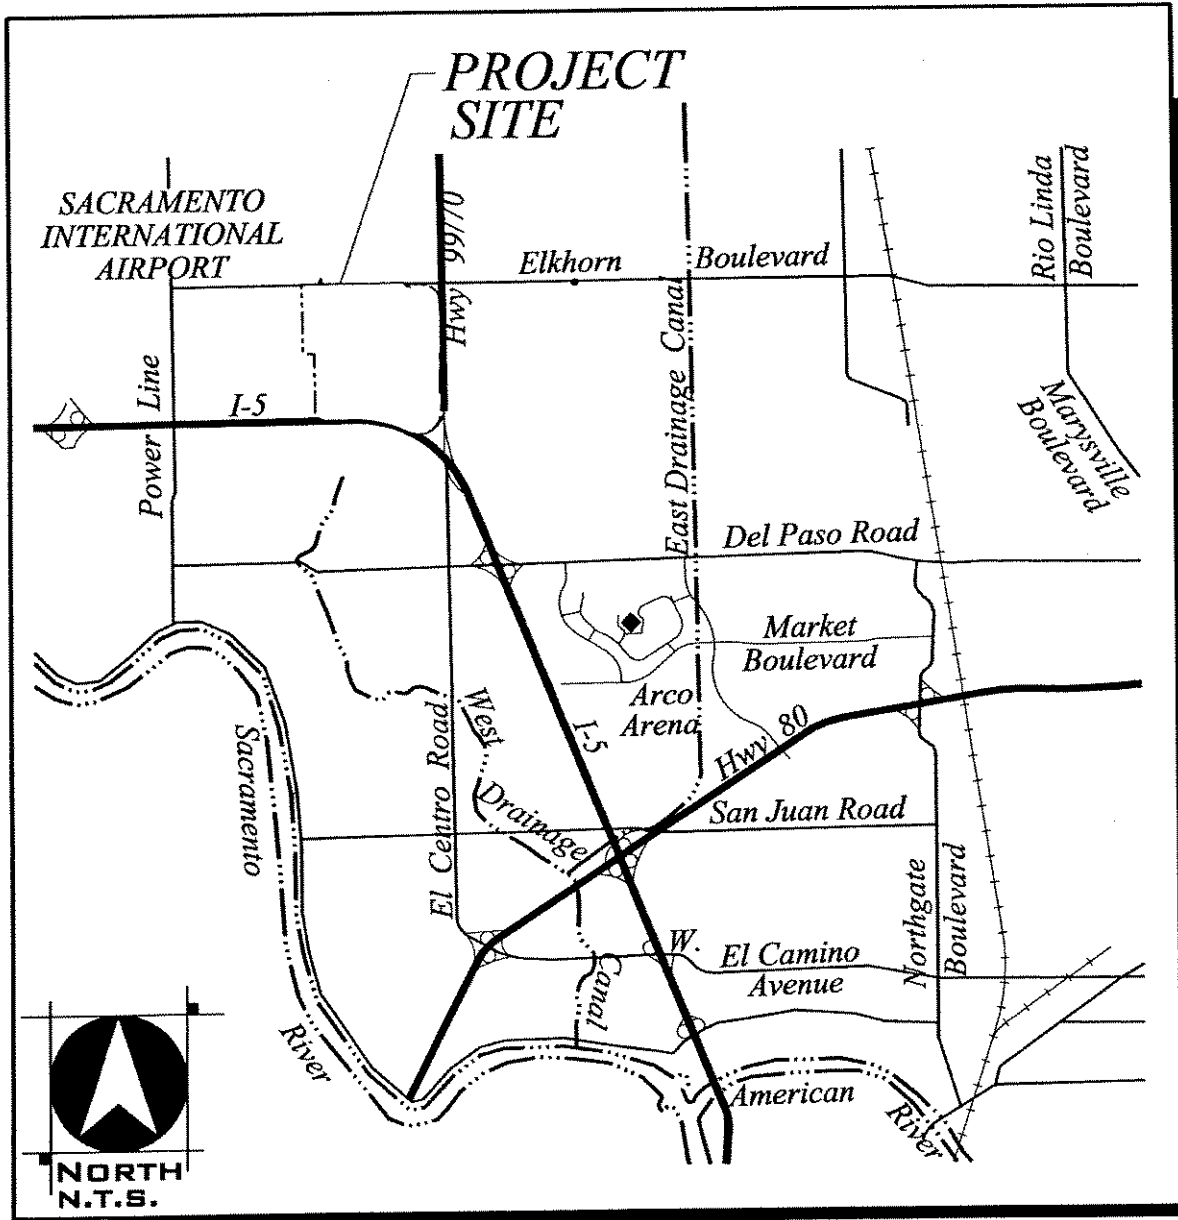 PROJECT
SITE
SACRAMENTO
INTERNATIONAL
AIRPORT
Hwy 99/70
Elkhorn Boulevard
Rio Linda
Boulevard
Power Line
I-5
East Drainage Canal
Marysville
Boulevard
Del Paso Road
Market
Boulevard
Arco
Arena
Sacramento
River
El Centro Road
West
Drainage
Canal
I-5
Hwy 80
San Juan Road
Northgate
Boulevard
W.
El Camino
Avenue
American
River
NORTH
N.T.S.